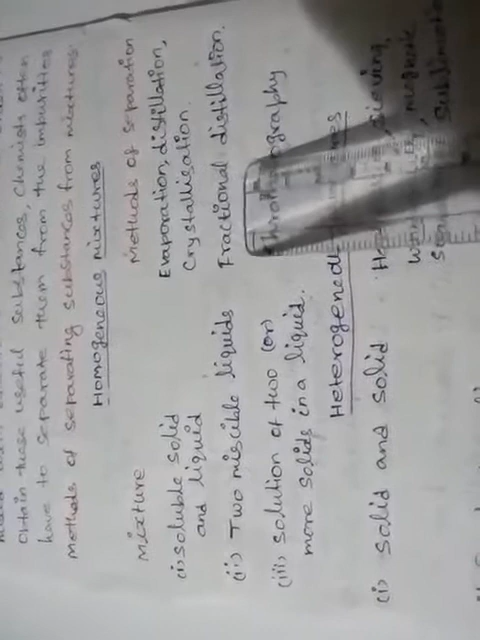 obtain these useful substances, chemists often
have to separate them from the impurities
methods of separating substances from mixtures:
Homogeneous mixtures
Mixture Methods of separation
(i) soluble solid and liquid Evaporation, distillation, Crystallisation.
(ii) Two miscible liquids Fractional distillation.
(iii) solution of two (or) more solids in a liquid.
(i) solid and solid sieving,